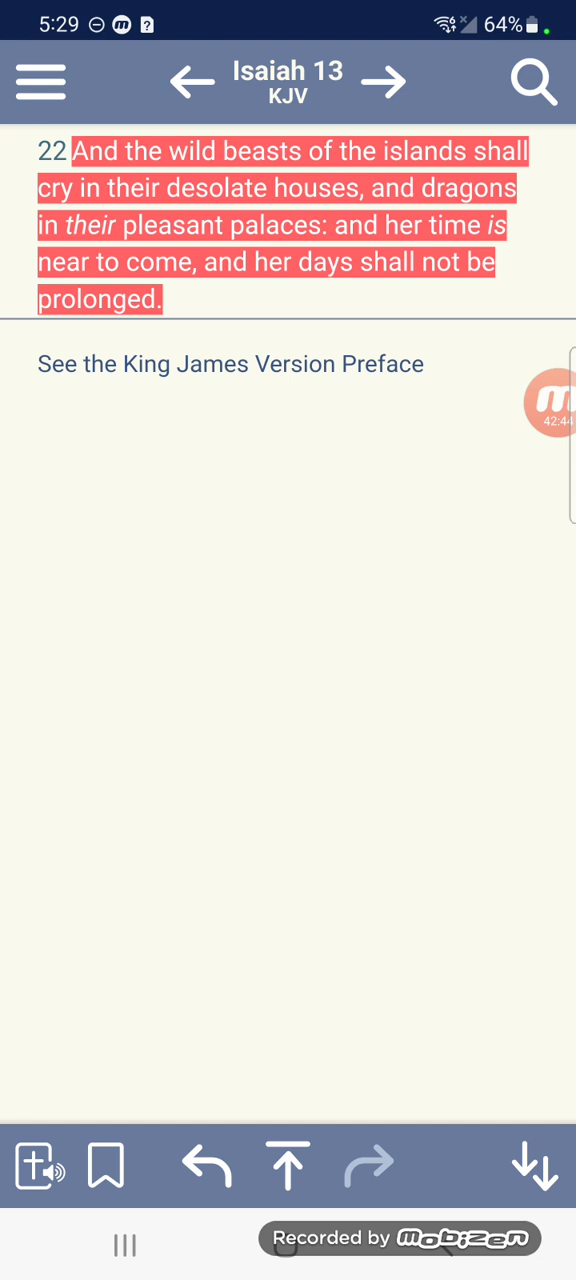 5:29 m ? 6 64%
Isaiah 13
KJV
22 And the wild beasts of the islands shall
cry in their desolate houses, and dragons
in their pleasant palaces: and her time is
near to come, and her days shall not be
prolonged.
See the King James Version Preface
m
42:44
Recorded by mobizen